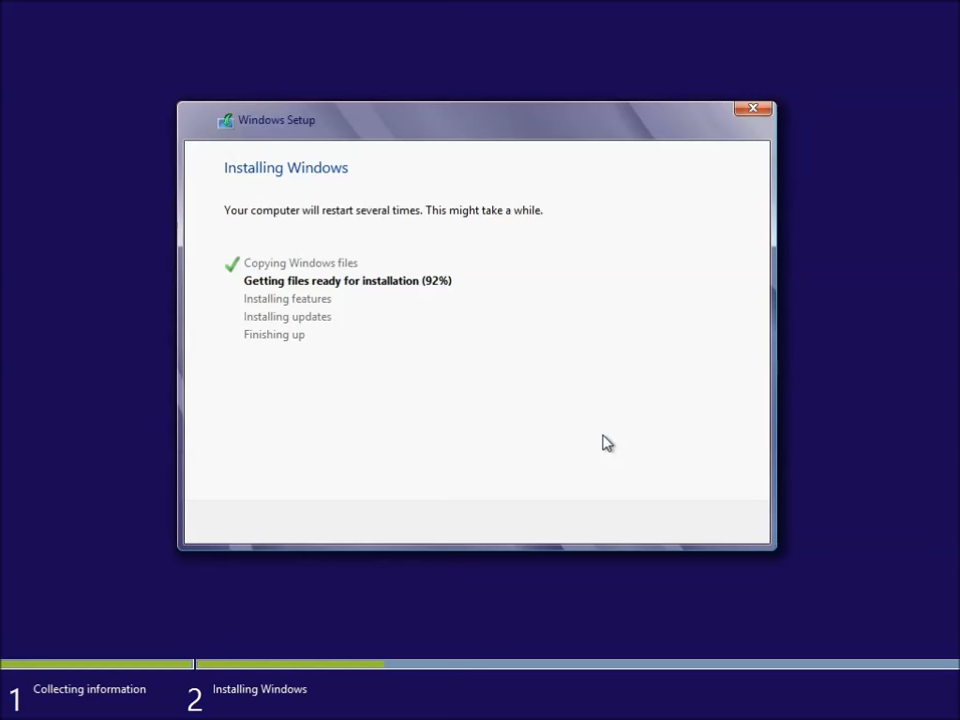 Windows Setup
Installing Windows
Your computer will restart several times. This might take a while.
Copying Windows files
Getting files ready for installation (92%)
Installing features
Installing updates
Finishing up
1 Collecting information
2 Installing Windows